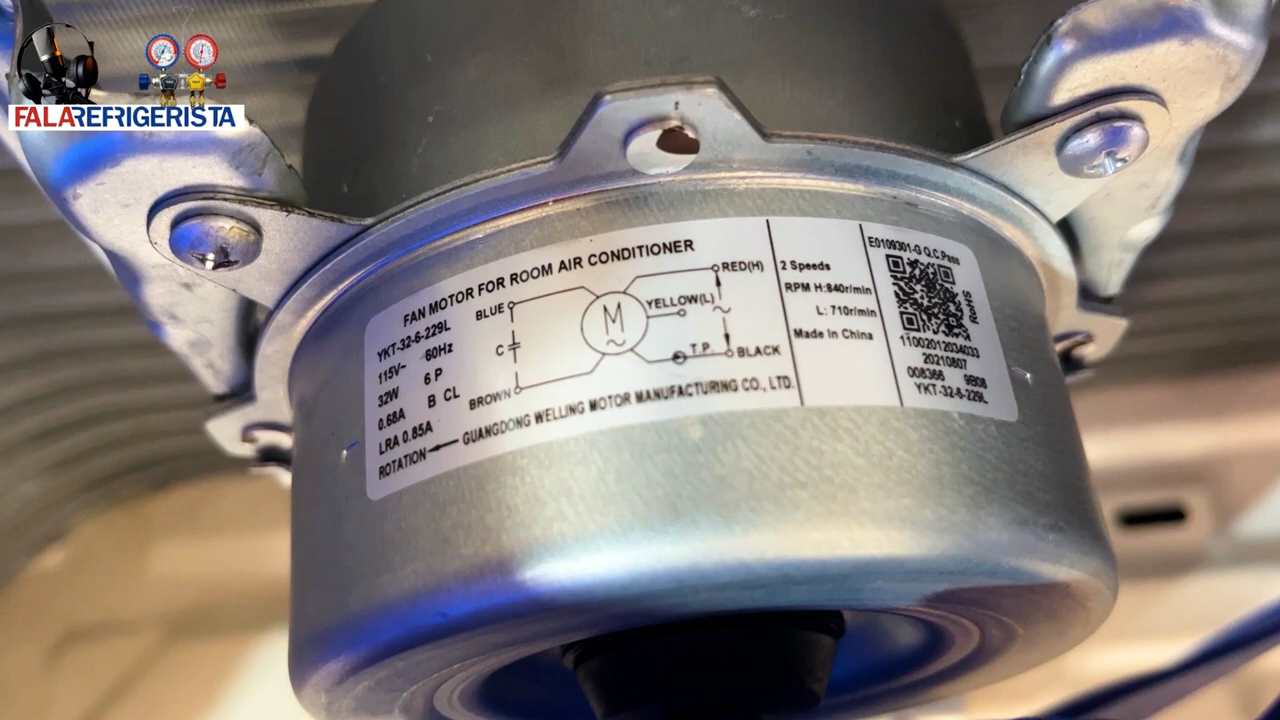 FALAREFRIGERISTA
FAN MOTOR FOR ROOM AIR CONDITIONER
YKT-32-6-229L
115V~ 60Hz
32W 6 P
0.68A B CL
LRA 0.85A
ROTATION
GUANGDONG WELLING MOTOR MANUFACTURING CO., LTD.
BLUE
C
BROWN
M
~
RED(H)
YELLOW(L)
~
T.P.
BLACK
2 Speeds
RPM H:840r/min
L: 710r/min
Made In China
E0109301-G Q.C.Pass
RoHS
11002012034033
20210807
008366 9B08
YKT-32-6-229L